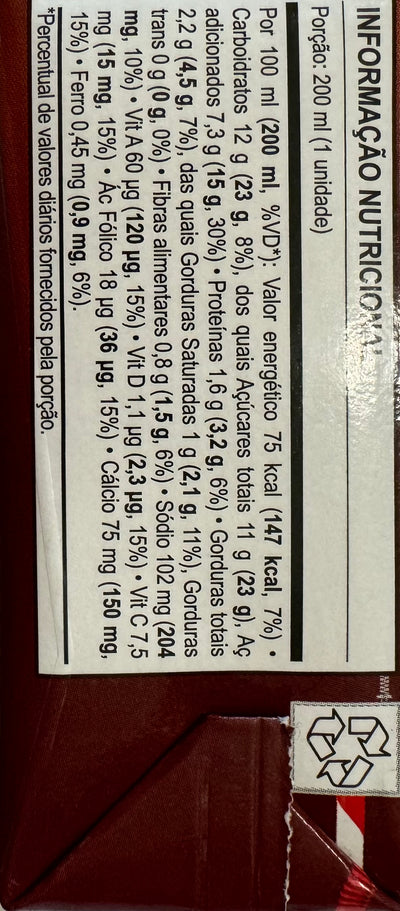 INFORMAÇÃO NUTRICIONAL
Porção: 200 ml (1 unidade)
Por 100 ml (200 ml, %VD*): Valor energético 75 kcal (147 kcal, 7%) •
Carboidratos 12 g (23 g, 8%), dos quais Açúcares totais 11 g (23 g), Aç
adicionados 7,3 g (15 g, 30%) • Proteínas 1,6 g (3,2 g, 6%) • Gorduras totais
2,2 g (4,5 g, 7%), das quais Gorduras Saturadas 1 g (2,1 g, 11%), Gorduras
trans 0 g (0 g, 0%) • Fibras alimentares 0,8 g (1,5 g, 6%) • Sódio 102 mg (204
mg, 10%) • Vit A 60 µg (120 µg, 15%) • Vit D 1,1 µg (2,3 µg, 15%) • Vit C 7,5
mg (15 mg, 15%) • Ác Fólico 18 µg (36 µg, 15%) • Cálcio 75 mg (150 mg,
15%) • Ferro 0,45 mg (0,9 mg, 6%).
*Percentual de valores diários fornecidos pela porção.